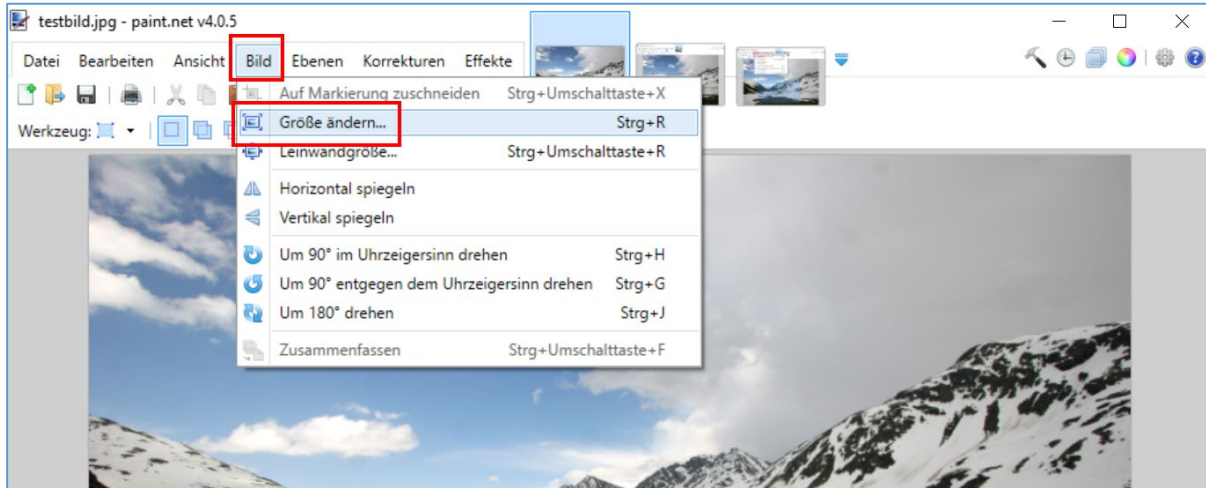 testbild.jpg - paint.net v4.0.5
Datei Bearbeiten Ansicht Bild Ebenen Korrekturen Effekte
Auf Markierung zuschneiden Strg+Umschalttaste+X
Werkzeug:
Größe ändern... Strg+R
Leinwandgröße... Strg+Umschalttaste+R
Horizontal spiegeln
Vertikal spiegeln
Um 90° im Uhrzeigersinn drehen Strg+H
Um 90° entgegen dem Uhrzeigersinn drehen Strg+G
Um 180° drehen Strg+J
Zusammenfassen Strg+Umschalttaste+F